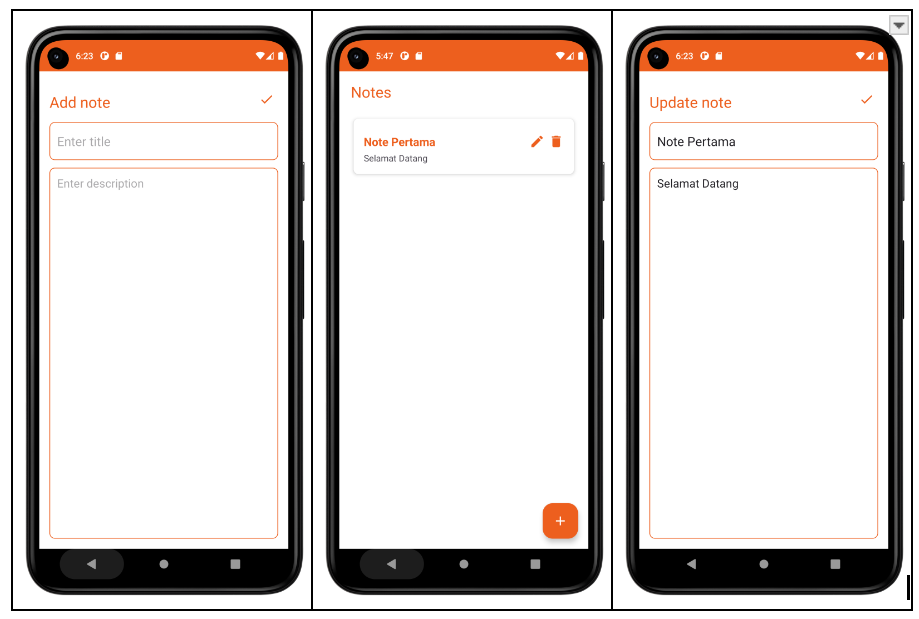 6:23
Add note
Enter title
Enter description
5:47
Notes
Note Pertama
Selamat Datang
+
6:23
Update note
Note Pertama
Selamat Datang